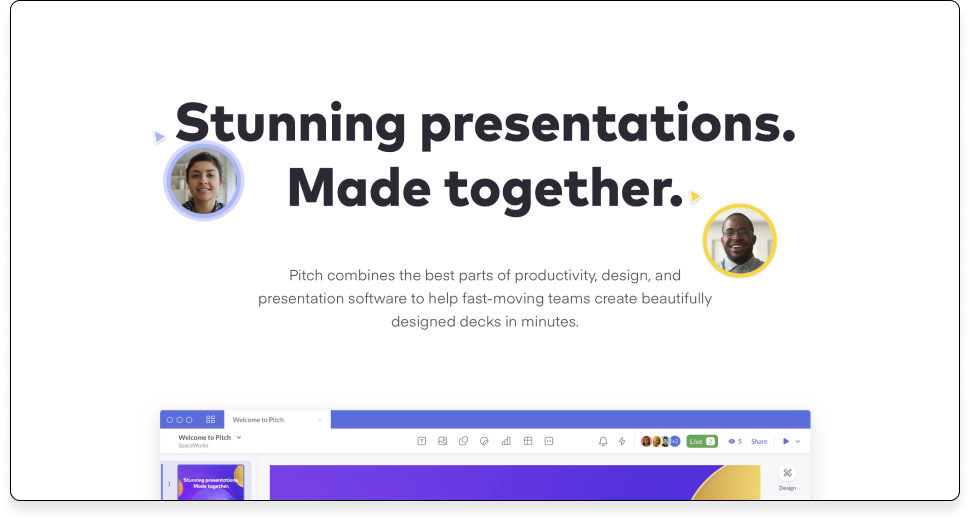 Stunning presentations.
Made together.
Pitch combines the best parts of productivity, design, and
presentation software to help fast-moving teams create beautifully
designed decks in minutes.
Welcome to Pitch
Welcome to Pitch
SpaceWorks
+2
Live 2
5
Share
1
Stunning presentations.
Made together.
Design